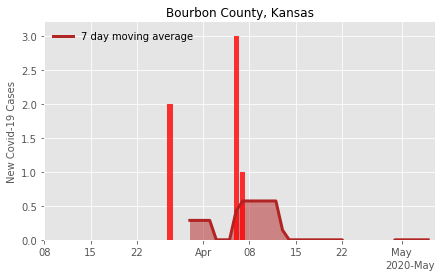 Bourbon County, Kansas
7 day moving average
New Covid-19 Cases
3.0
2.5
2.0
1.5
1.0
0.5
0.0
08 15 22 Apr 08 15 22 May
2020-May